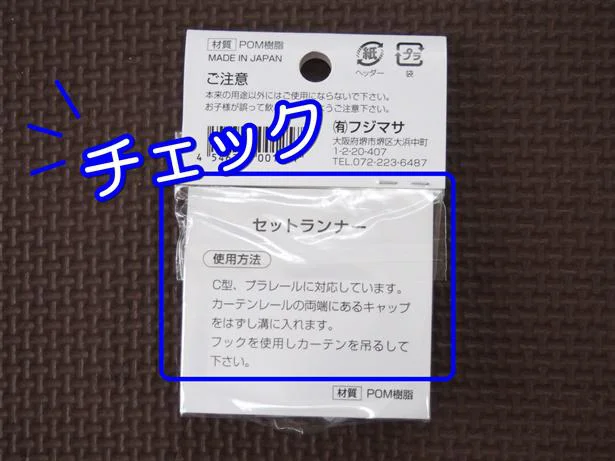 材質 POM樹脂
MADE IN JAPAN
紙
ヘッダー
プラ
袋
ご注意
本来の用途以外にはご使用にならないで下さい。
お子様が誤って飲
ようご注意下さい。
チェック
(有)フジマサ
大阪府堺市堺区大浜中町
1-2-20-407
TEL.072-223-6487
セットランナー
使用方法
C型、プラレールに対応しています。
カーテンレールの両端にあるキャップ
をはずし溝に入れます。
フックを使用しカーテンを吊るして
下さい。
材質 POM樹脂